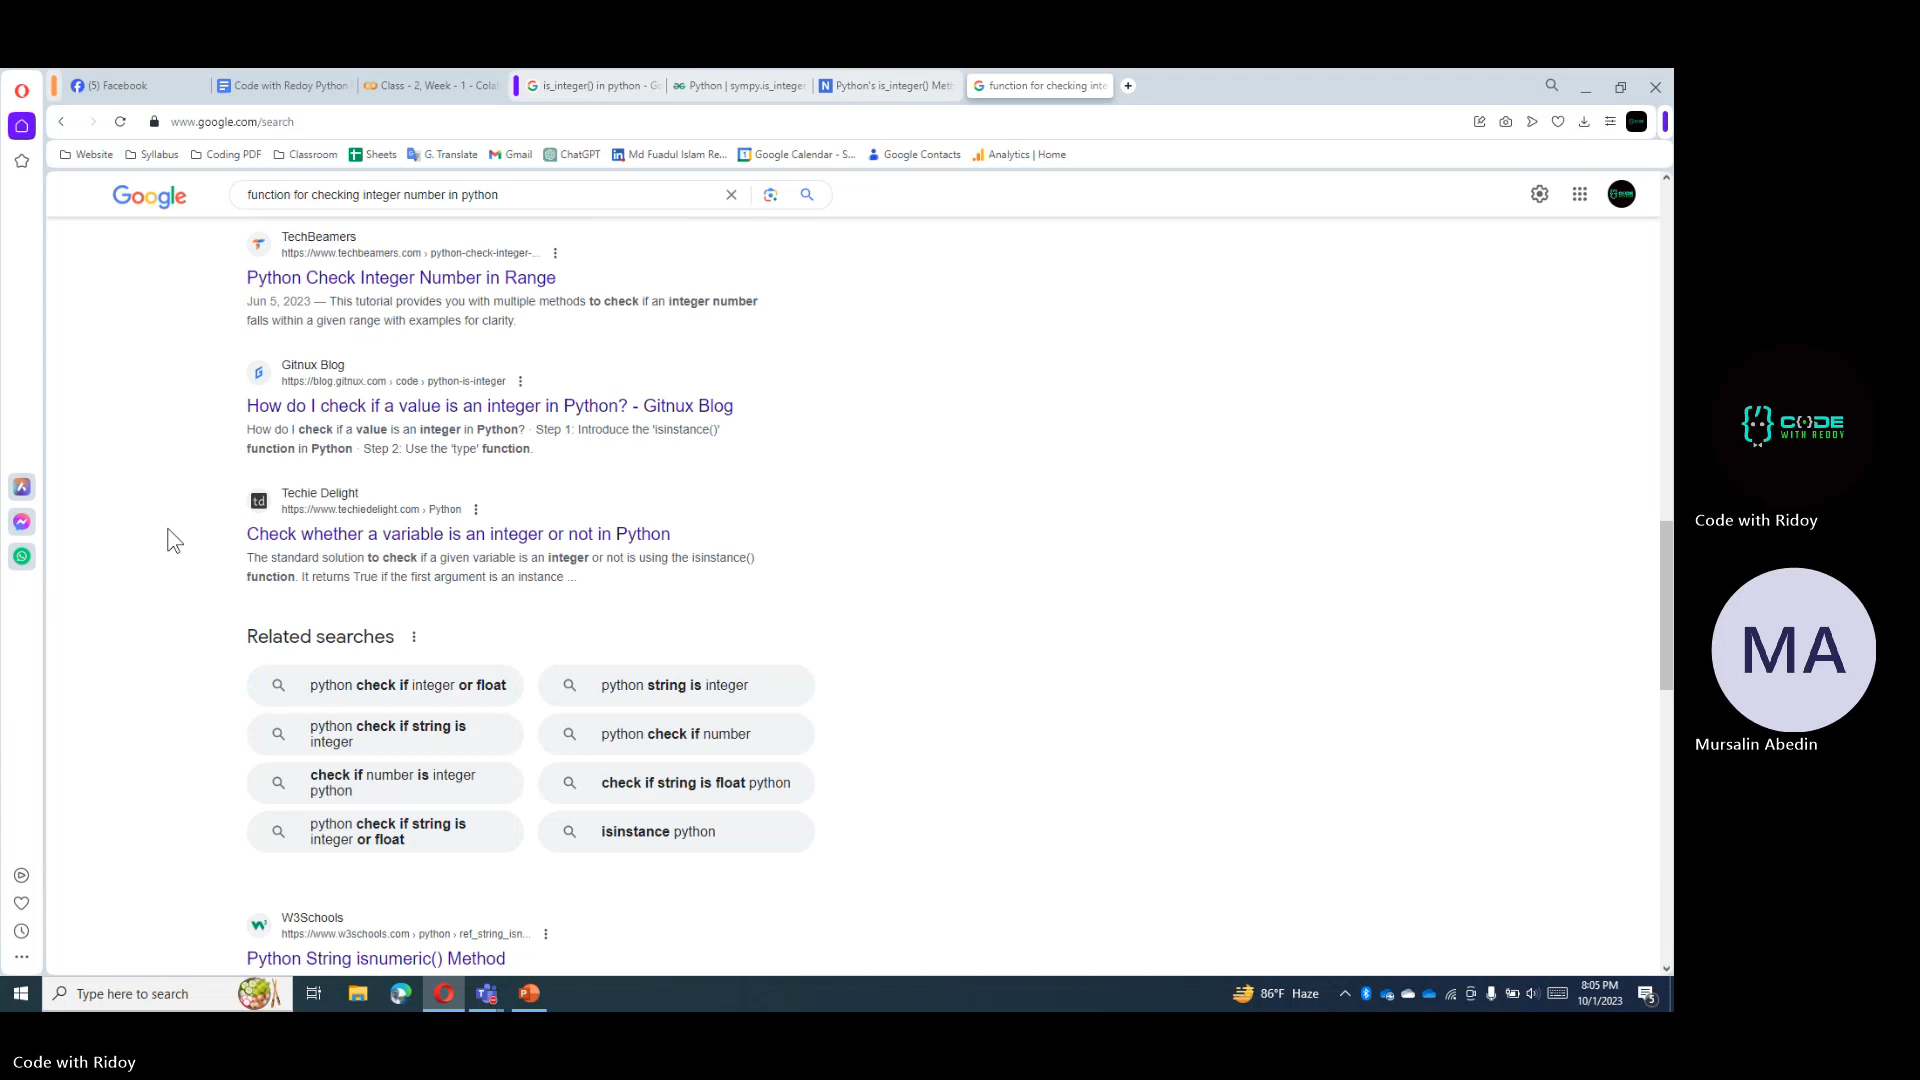 (5) Facebook
Code with Redoy Python
Class - 2, Week - 1 - Cola
is_integer() in python - Go
Python | sympy.is_integer
Python's is_integer() Meth
function for checking inte
www.google.com/search
Website
Syllabus
Coding PDF
Classroom
Sheets
G. Translate
Gmail
ChatGPT
Md Fuadul Islam Re...
Google Calendar - S...
Google Contacts
Analytics | Home
Google
function for checking integer number in python
TechBeamers
https://www.techbeamers.com › python-check-integer-...
Python Check Integer Number in Range
Jun 5, 2023 — This tutorial provides you with multiple methods to check if an integer number
falls within a given range with examples for clarity.
Gitnux Blog
https://blog.gitnux.com › code › python-is-integer
How do I check if a value is an integer in Python? - Gitnux Blog
How do I check if a value is an integer in Python? · Step 1: Introduce the 'isinstance()'
function in Python · Step 2: Use the 'type' function.
td
Techie Delight
https://www.techiedelight.com › Python
Check whether a variable is an integer or not in Python
The standard solution to check if a given variable is an integer or not is using the isinstance()
function. It returns True if the first argument is an instance ...
Related searches
python check if integer or float
python string is integer
python check if string is
integer
python check if number
check if number is integer
python
check if string is float python
python check if string is
integer or float
isinstance python
W3Schools
https://www.w3schools.com › python › ref_string_isn...
Python String isnumeric() Method
CODE
WITH REDOY
Code with Ridoy
MA
Mursalin Abedin
Type here to search
86°F Haze
8:05 PM
10/1/2023
5
Code with Ridoy